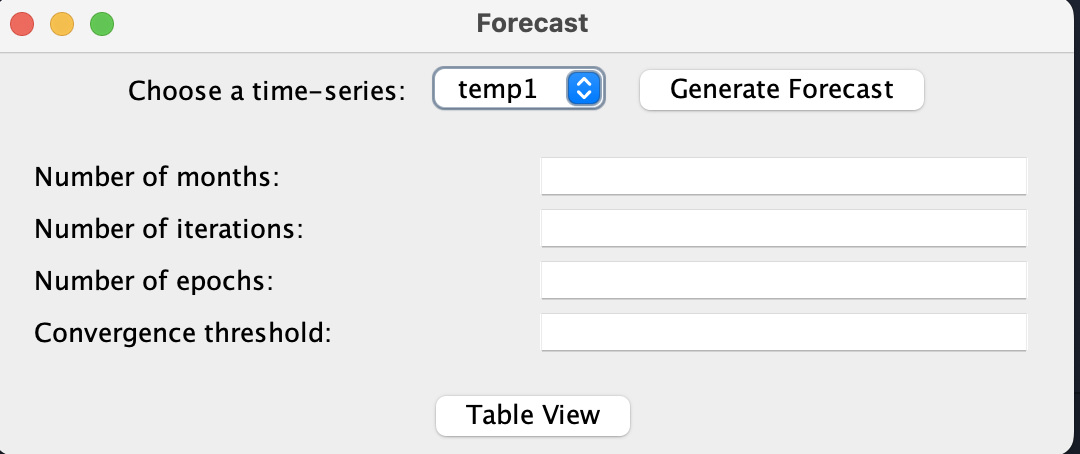 Forecast
Choose a time-series: temp1 Generate Forecast
Number of months:
Number of iterations:
Number of epochs:
Convergence threshold:
Table View